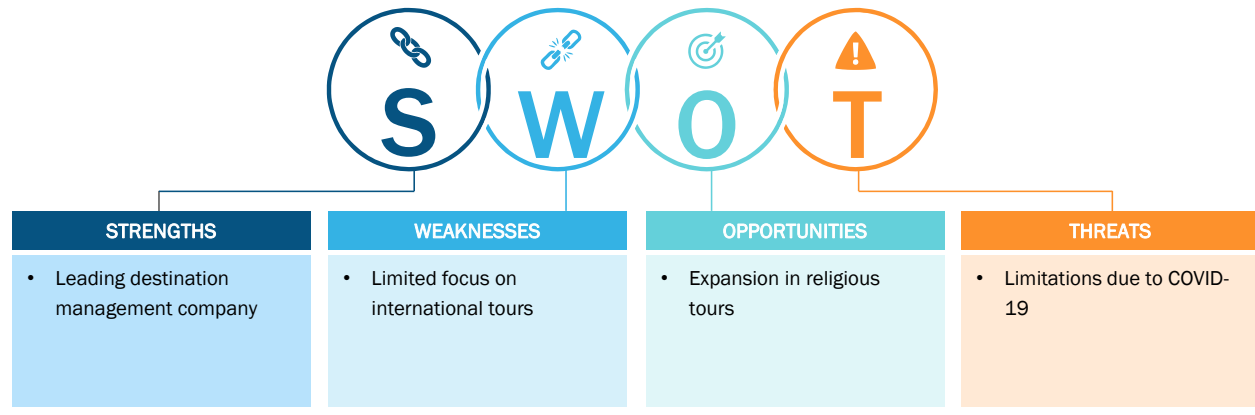 S W O T
STRENGTHS
• Leading destination
management company
WEAKNESSES
• Limited focus on
international tours
OPPORTUNITIES
• Expansion in religious
tours
THREATS
• Limitations due to COVID-
19